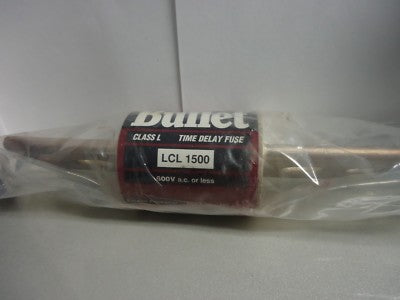 Bullet
CLASS L TIME DELAY FUSE
LCL 1500
600V a.c. or less